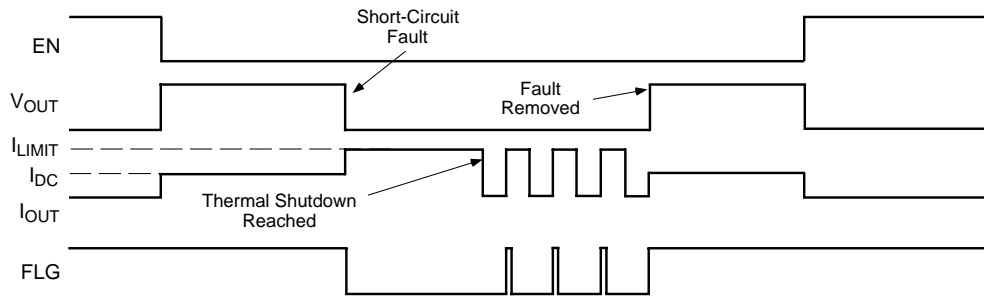 Short-Circuit
Fault
EN
Fault
Removed
VOUT
ILIMIT
IDC
Thermal Shutdown
Reached
IOUT
FLG